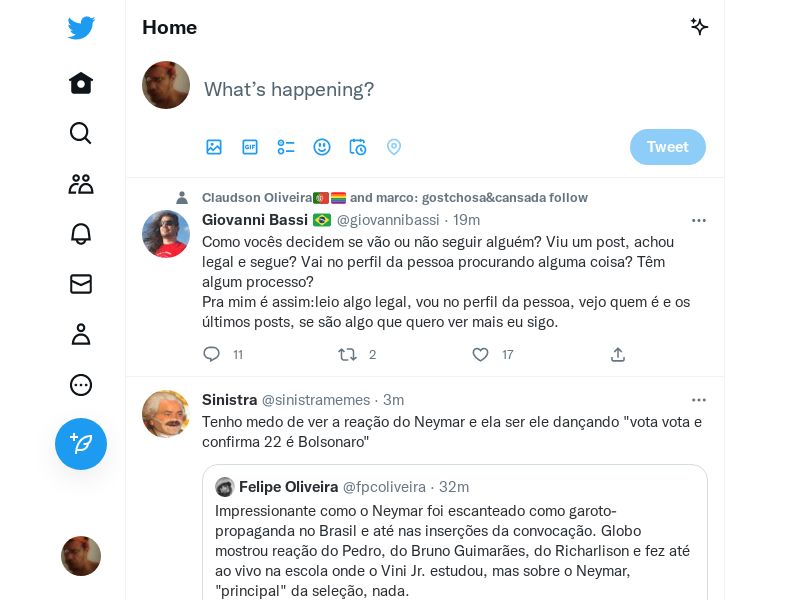 Home
What's happening?
GIF
Tweet
Claudson Oliveira🇵🇹🏳️‍🌈 and marco: gostchosa&cansada follow
Giovanni Bassi 🇧🇷 @giovannibassi · 19m
Como vocês decidem se vão ou não seguir alguém? Viu um post, achou
legal e segue? Vai no perfil da pessoa procurando alguma coisa? Têm
algum processo?
Pra mim é assim:leio algo legal, vou no perfil da pessoa, vejo quem é e os
últimos posts, se são algo que quero ver mais eu sigo.
11 2 17
Sinistra @sinistramemes · 3m
Tenho medo de ver a reação do Neymar e ela ser ele dançando "vota vota e
confirma 22 é Bolsonaro"
Felipe Oliveira @fpcoliveira · 32m
Impressionante como o Neymar foi escanteado como garoto-
propaganda no Brasil e até nas inserções da convocação. Globo
mostrou reação do Pedro, do Bruno Guimarães, do Richarlison e fez até
ao vivo na escola onde o Vini Jr. estudou, mas sobre o Neymar,
"principal" da seleção, nada.